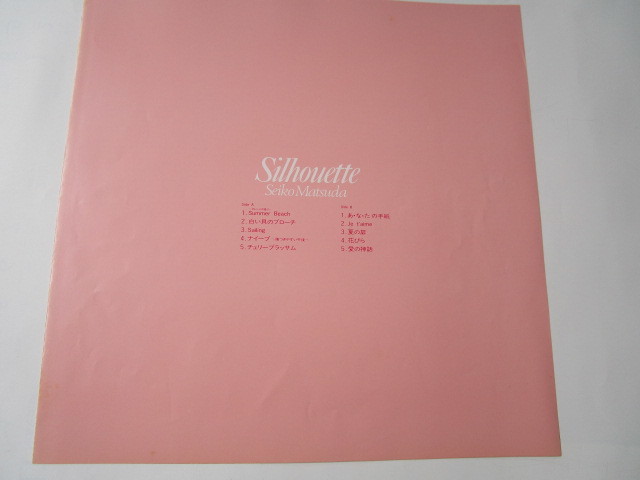 Silhouette
Seiko Matsuda
Side A
1. Summer Beach
2. 白い貝のブローチ
3. Sailing
4. ナイーブ
5. チェリーブラッサム
Side B
1. あ・な・た の手紙
2. Je t'aime
3. 夏の扉
4. 花びら
5. 愛の神話